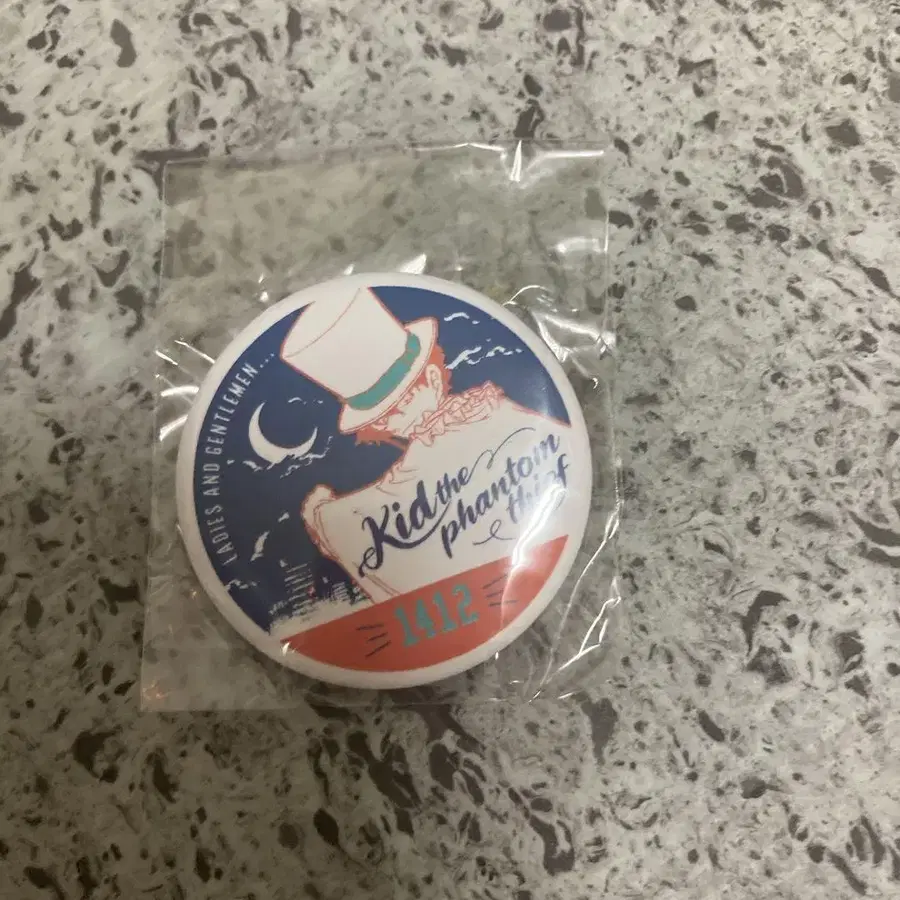 LADIES AND GENTLEMEN...
Kid the
phantom
thief
1412